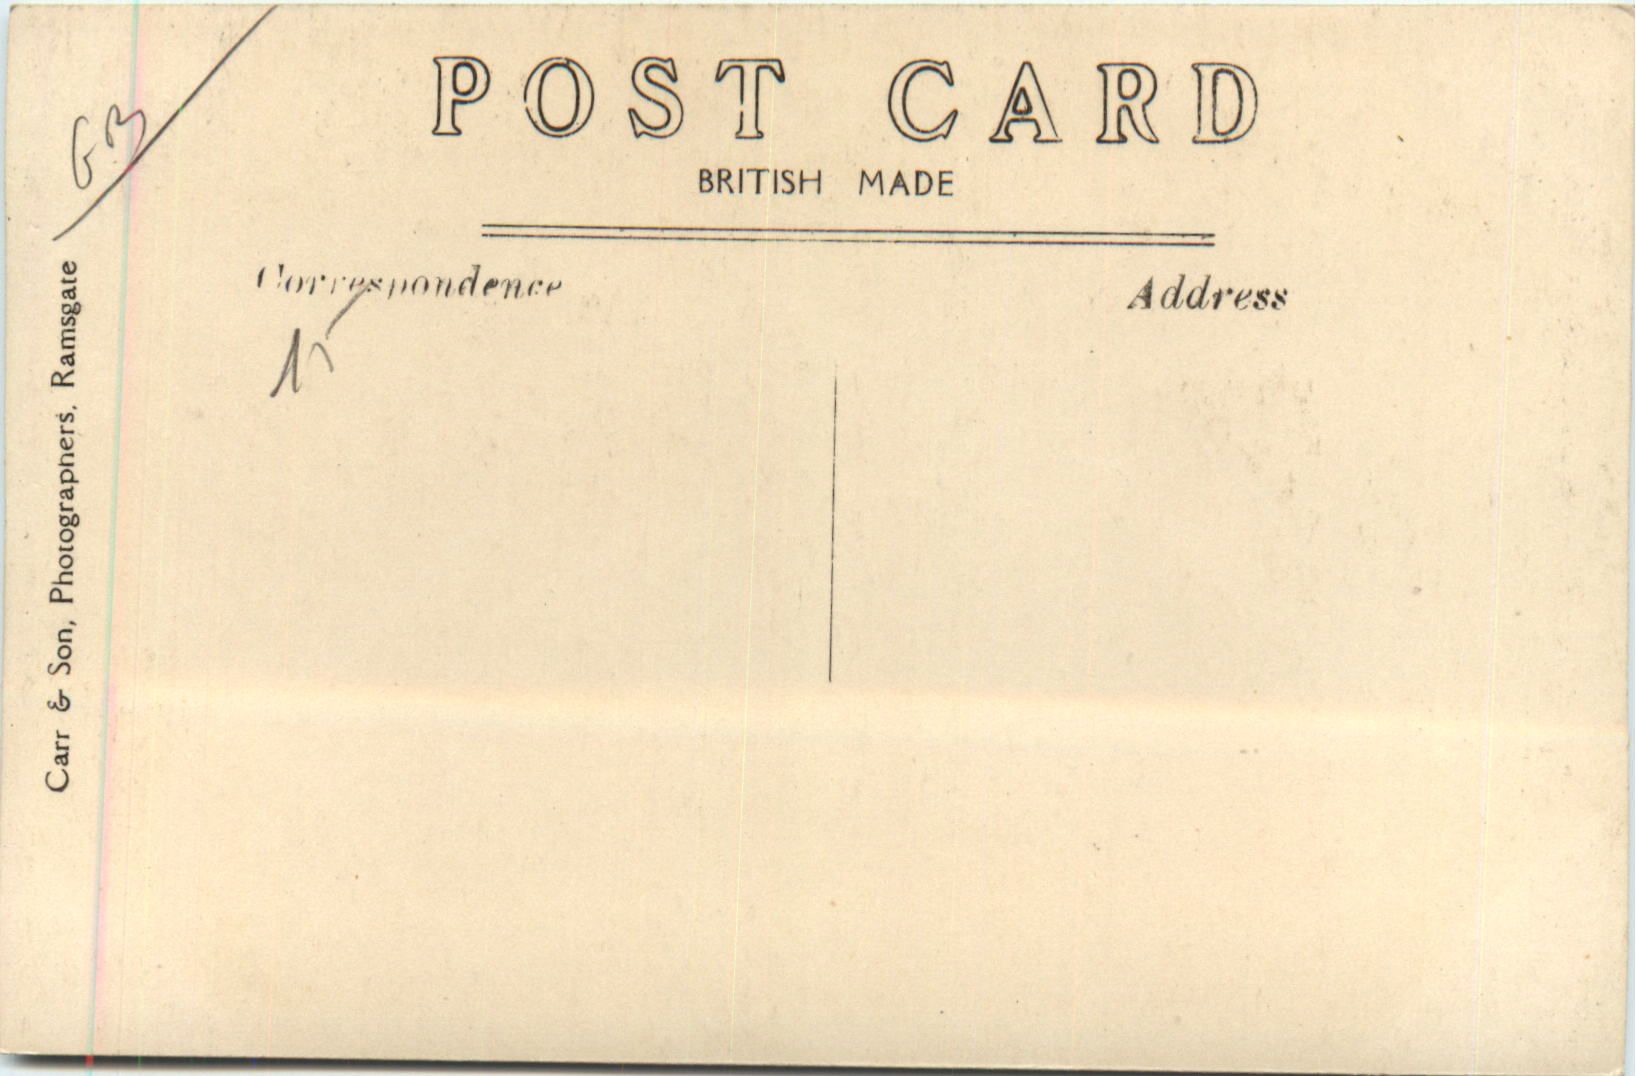 POST CARD
BRITISH MADE
Correspondence
Address
GB
15
Carr & Son, Photographers, Ramsgate